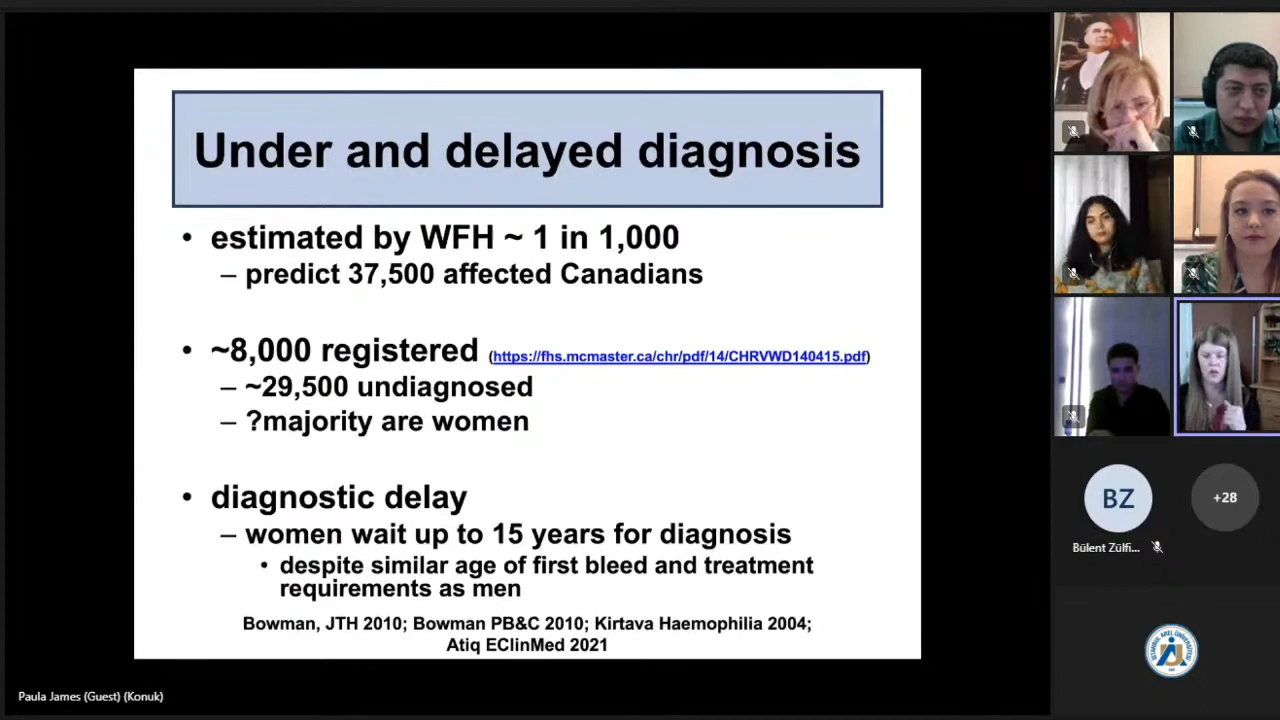 Under and delayed diagnosis
• estimated by WFH ~ 1 in 1,000
– predict 37,500 affected Canadians
• ~8,000 registered (https://fhs.mcmaster.ca/chr/pdf/14/CHRVWD140415.pdf)
– ~29,500 undiagnosed
– ?majority are women
• diagnostic delay
– women wait up to 15 years for diagnosis
• despite similar age of first bleed and treatment
requirements as men
Bowman, JTH 2010; Bowman PB&C 2010; Kirtava Haemophilia 2004;
Atiq EClinMed 2021
BZ
+28
Bülent Zülfi...
Paula James (Guest) (Konuk)